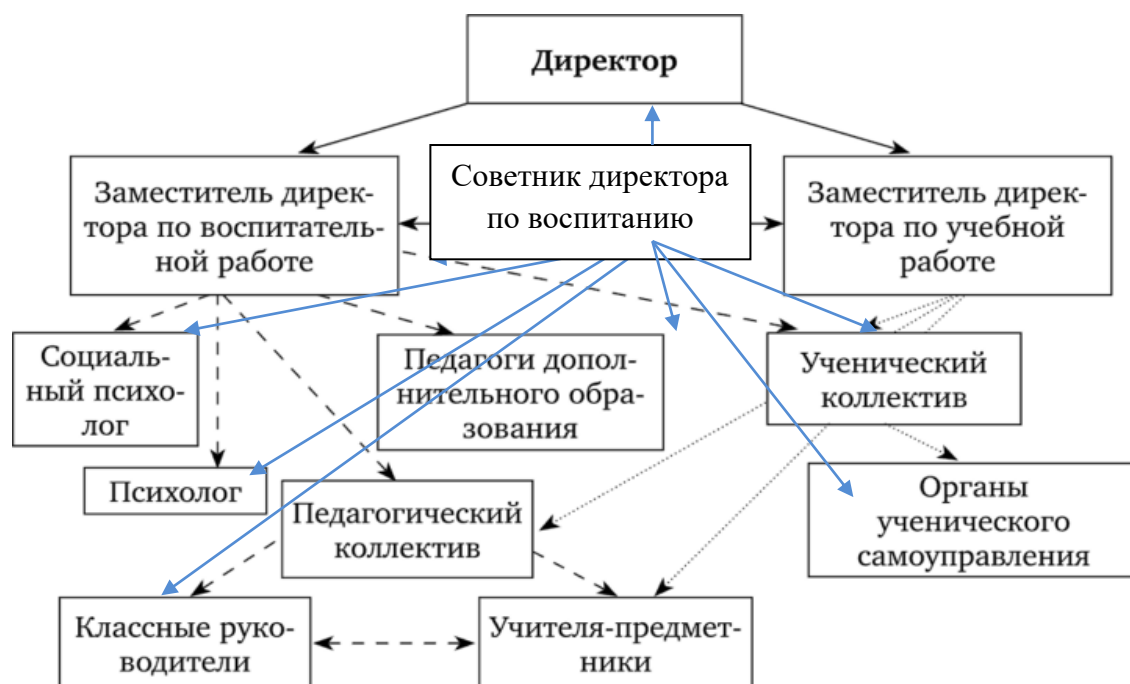 Директор
Заместитель дирек-
тора по воспитатель-
ной работе
Советник директора
по воспитанию
Заместитель дирек-
тора по учебной
работе
Социаль-
ный психо-
лог
Педагоги допол-
нительного обра-
зования
Ученический
коллектив
Психолог
Педагогический
коллектив
Органы
ученического
самоуправления
Классные руко-
водители
Учителя-предмет-
ники